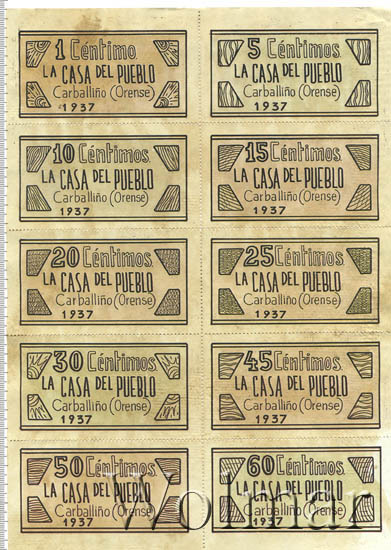 1 Céntimo.
LA CASA DEL PUEBLO
Carballiño (Orense)
1937
5 Céntimos.
LA CASA DEL PUEBLO
Carballiño (Orense)
1937
10 Céntimos.
LA CASA DEL PUEBLO
Carballiño (Orense)
1937
15 Céntimos.
LA CASA DEL PUEBLO
Carballiño (Orense)
1937
20 Céntimos.
LA CASA DEL PUEBLO
Carballiño (Orense)
1937
25 Céntimos.
LA CASA DEL PUEBLO
Carballiño (Orense)
1937
30 Céntimos.
LA CASA DEL PUEBLO
Carballiño (Orense)
1937
45 Céntimos.
LA CASA DEL PUEBLO
Carballiño (Orense)
1937
50 Céntimos.
LA CASA DEL PUEBLO
Carballiño (Orense)
1937
60 Céntimos.
LA CASA DEL PUEBLO
Carballiño (Orense)
1937
Wolmar